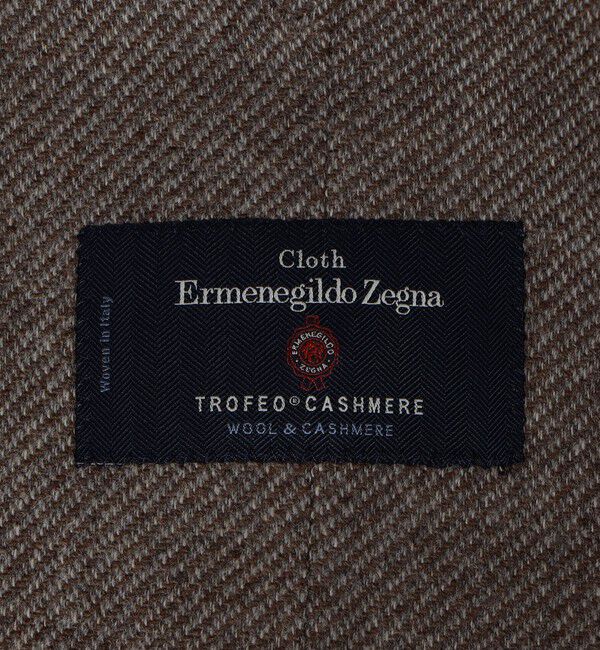 Cloth
Ermenegildo Zegna
ERMENEGILDO
ZEGNA
TROFEO® CASHMERE
WOOL & CASHMERE
Woven in Italy